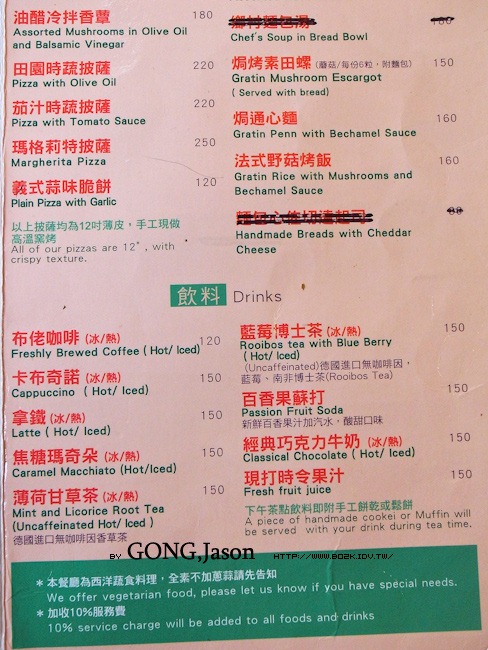 油醋冷拌香蕈 180
Assorted Mushrooms in Olive Oil
and Balsamic Vinegar
田園時蔬披薩 220
Pizza with Olive Oil
茄汁時蔬披薩 220
Pizza with Tomato Sauce
瑪格莉特披薩 250
Margherita Pizza
義式蒜味脆餅 120
Plain Pizza with Garlic
以上披薩均為12吋薄皮，手工現做
高溫窯烤
All of our pizzas are 12", with
crispy texture.
鄉村麵包湯
Chef's Soup in Bread Bowl
焗烤素田螺 (蘑菇/每份6粒，附麵包) 150
Gratin Mushroom Escargot
( Served with bread)
焗通心麵 160
Gratin Penn with Bechamel Sauce
法式野菇烤飯 160
Gratin Rice with Mushrooms and
Bechamel Sauce
Handmade Breads with Cheddar
Cheese
飲料 Drinks
布佬咖啡 (冰/熱) 120
Freshly Brewed Coffee ( Hot/ Iced)
卡布奇諾 (冰/熱) 150
Cappuccino ( Hot/ Iced)
拿鐵 (冰/熱) 150
Latte ( Hot/ Iced)
焦糖瑪奇朵 (冰/熱) 150
Caramel Macchiato (Hot/Iced)
薄荷甘草茶 (冰/熱) 150
Mint and Licorice Root Tea
(Uncaffeinated Hot/ Iced )
德國進口無咖啡因香草茶
藍莓博士茶 (冰/熱) 150
Rooibos tea with Blue Berry
( Hot/ Iced)
(Uncaffeinated)德國進口無咖啡因，
藍莓、南非博士茶(Rooibos Tea)
百香果蘇打 150
Passion Fruit Soda
新鮮百香果汁加汽水，酸甜口味
經典巧克力牛奶 (冰/熱) 150
Classical Chocolate ( Hot/ Iced)
現打時令果汁 150
Fresh fruit juice
下午茶點飲料即附手工餅乾或鬆餅
A piece of handmade cookei or Muffin will
be served with your drink during tea time.
BY GONG,Jason HTTP://WWW.BOZK.IDV.TW/
* 本餐廳為西洋蔬食料理，全素不加蔥蒜請先告知
We offer vegetarian food, please let us know if you have special needs.
* 加收10%服務費
10% service charge will be added to all foods and drinks